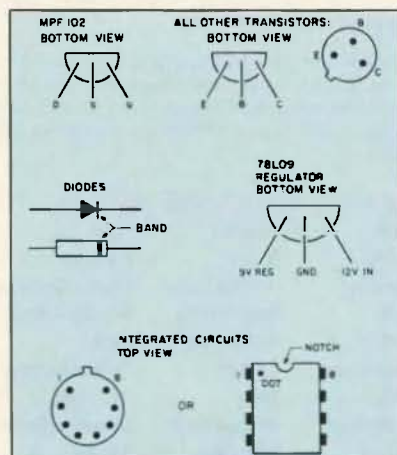 MPF 102
BOTTOM VIEW
D S G
ALL OTHER TRANSISTORS:
BOTTOM VIEW
E B C
B
E
C
DIODES
BAND
78L09
REGULATOR
BOTTOM VIEW
9V REG GND 12V IN
INTEGRATED CIRCUITS
TOP VIEW
1 8
OR
NOTCH
1 DOT 8